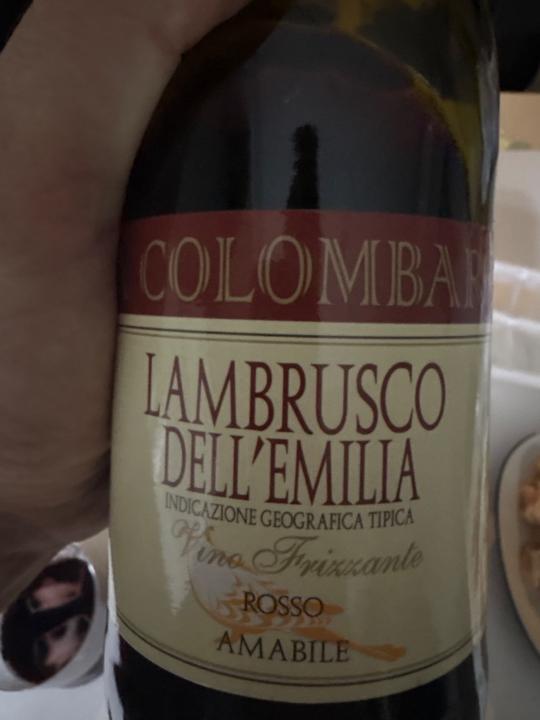 COLOMBAR
LAMBRUSCO
DELL'EMILIA
INDICAZIONE GEOGRAFICA TIPICA
Vino Frizzante
ROSSO
AMABILE